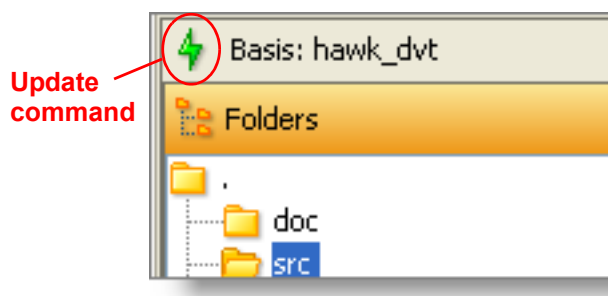 Basis: hawk_dvt
Update
command
Folders
.
doc
src